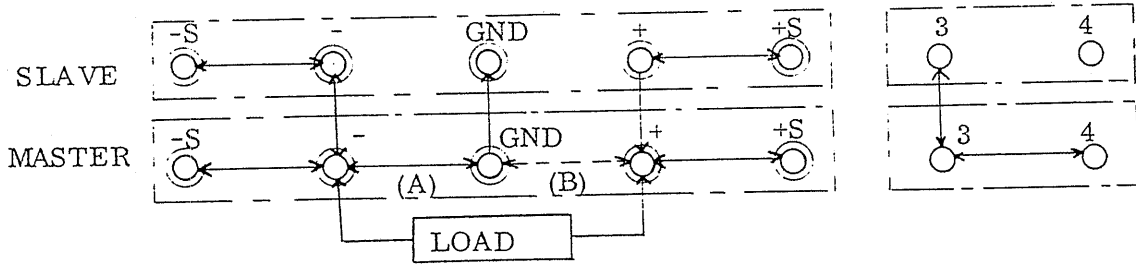 -S - GND + +S 3 4
SLAVE
-S - GND + +S 3 4
MASTER
(A) (B)
LOAD